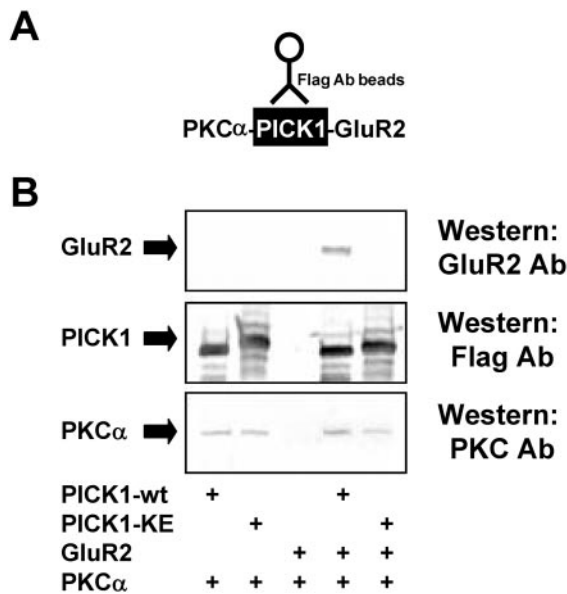 A
Flag Ab beads
PKCα-PICK1-GluR2
B
GluR2
Western:
GluR2 Ab
PICK1
Western:
Flag Ab
PKCα
Western:
PKC Ab
PICK1-wt + +
PICK1-KE + +
GluR2 + + +
PKCα + + + + +